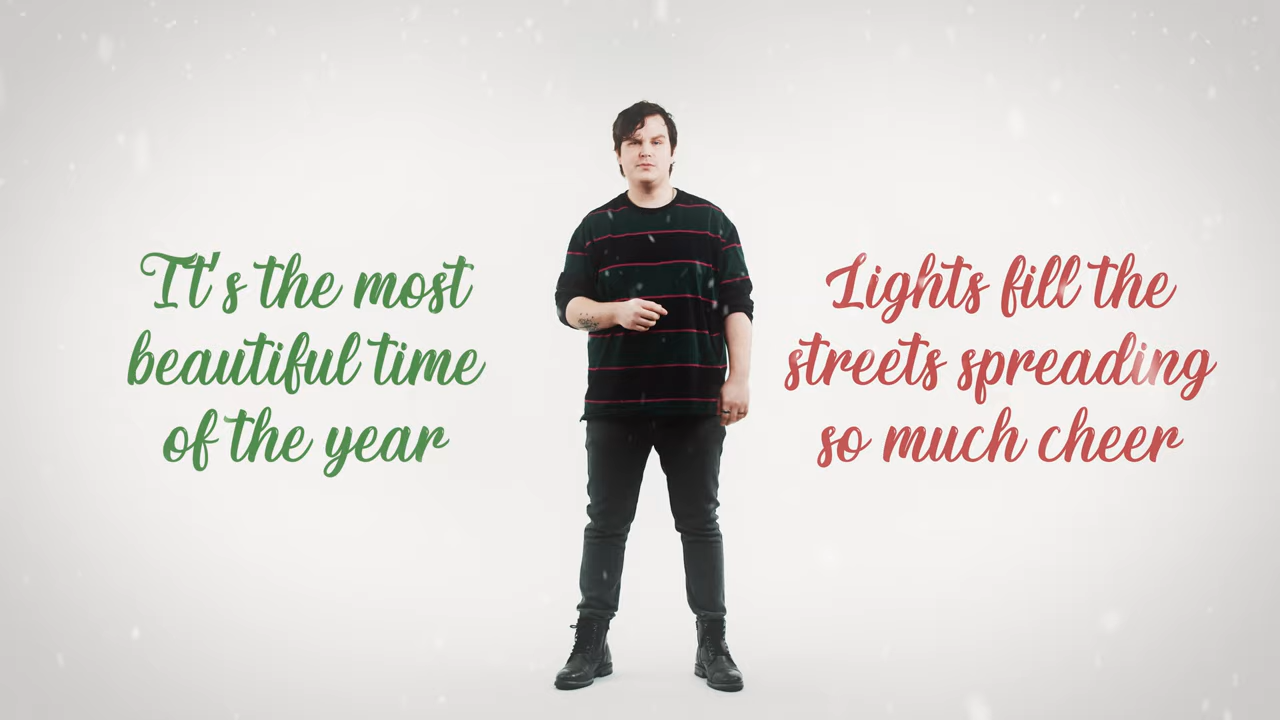 It's the most
beautiful time
of the year
Lights fill the
streets spreading
so much cheer